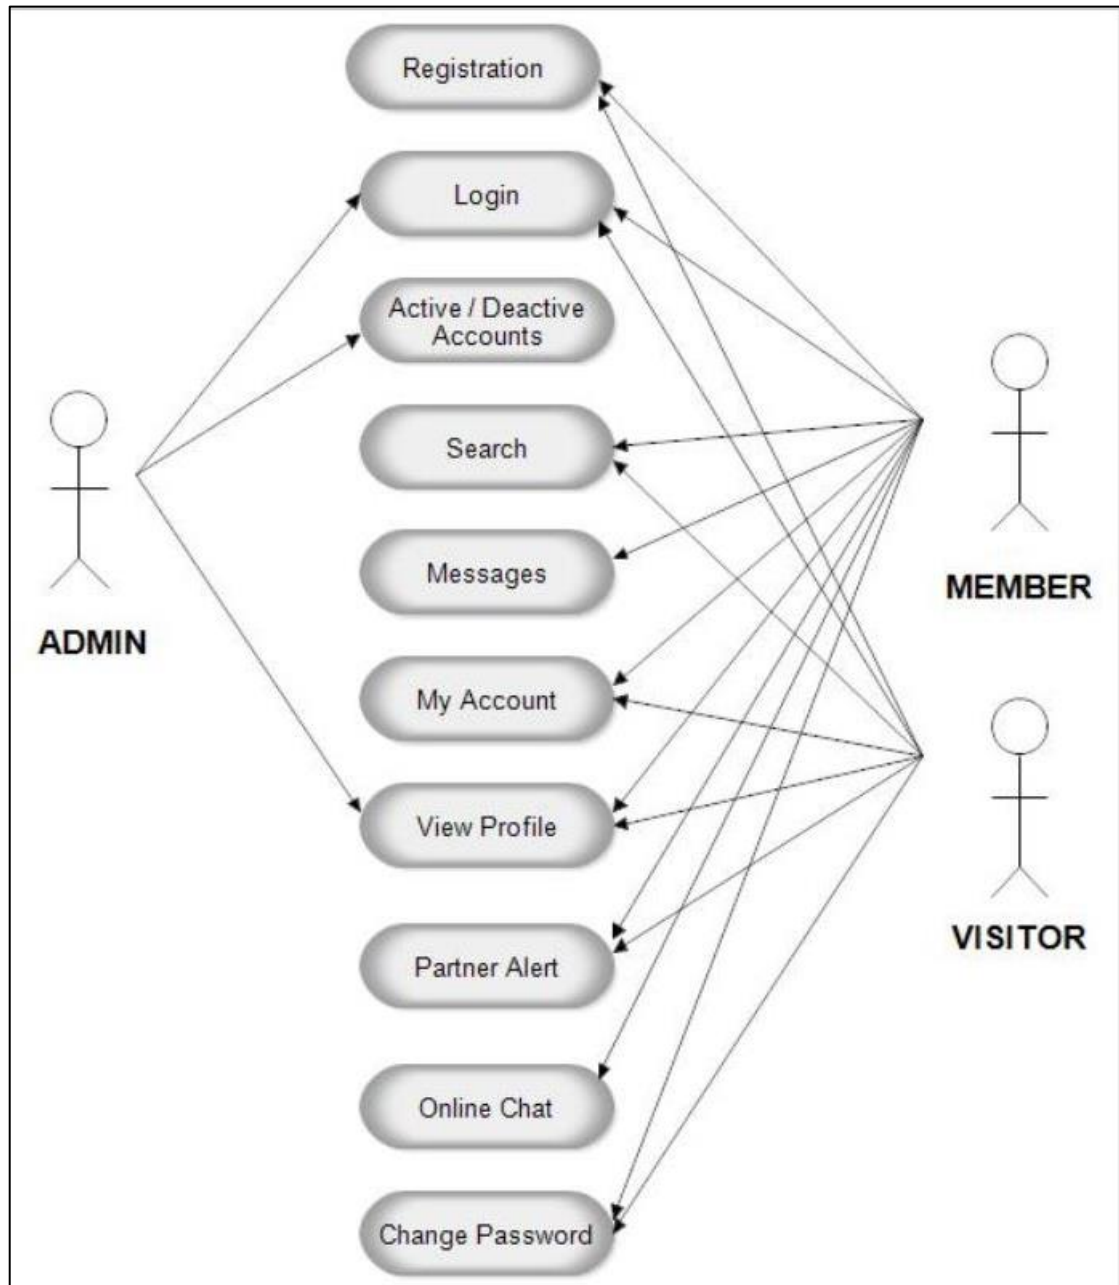 Registration
Login
Active / Deactive
Accounts
Search
Messages
MEMBER
ADMIN
My Account
View Profile
VISITOR
Partner Alert
Online Chat
Change Password